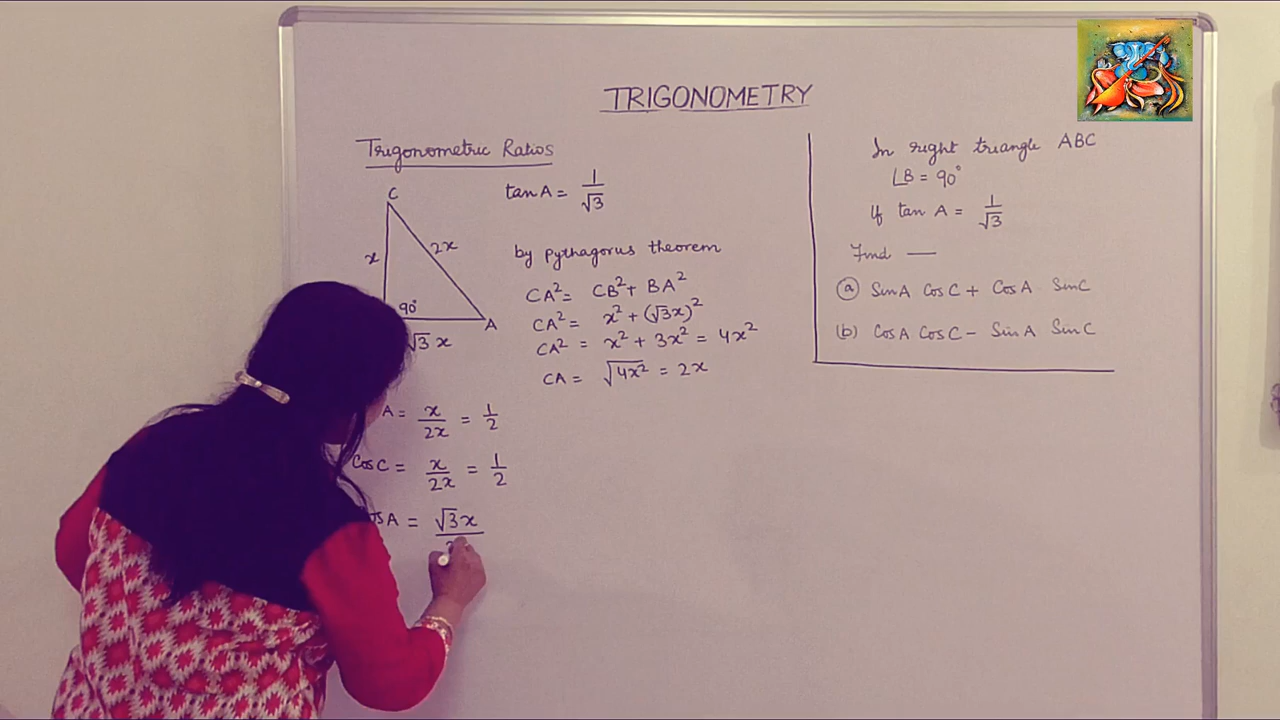 TRIGONOMETRY
Trigonometric Ratios
C
x
2x
90°
A
√3 x
tan A = 1/√3
by pythagorus theorem
CA² = CB² + BA²
CA² = x² + (√3x)²
CA² = x² + 3x² = 4x²
CA = √4x² = 2x
A = x/2x = 1/2
Cos C = x/2x = 1/2
A = √3x
In right triangle ABC
∠B = 90°
If tan A = 1/√3
Find —
(a) Sin A Cos C + Cos A Sin C
(b) Cos A Cos C - Sin A Sin C